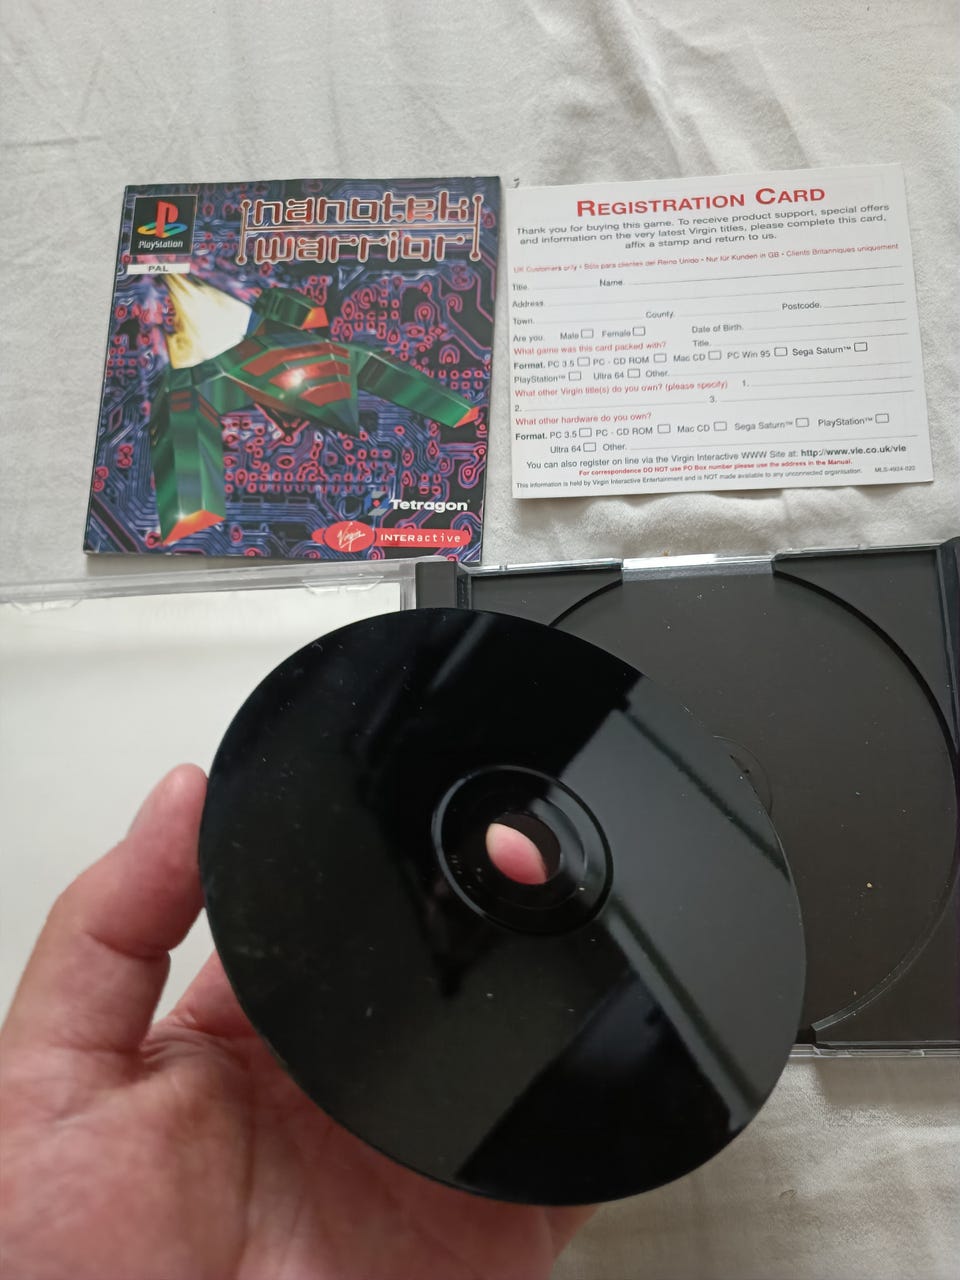 PlayStation
PAL
nanotek
warrior
Tetragon
Virgin INTERactive
REGISTRATION CARD
Thank you for buying this game. To receive product support, special offers
and information on the very latest Virgin titles, please complete this card,
affix a stamp and return to us.
UK Customers only • Sólo para clientes del Reino Unido • Nur für Kunden in GB • Clients Britanniques uniquement
Title. Name.
Address.
Town. County. Postcode.
Are you. Male Female Date of Birth.
What game was this card packed with? Title.
Format. PC 3.5 PC - CD ROM Mac CD PC Win 95 Sega Saturn™
PlayStation™ Ultra 64 Other.
What other Virgin title(s) do you own? (please specify) 1.
2. 3.
What other hardware do you own?
Format. PC 3.5 PC - CD ROM Mac CD Sega Saturn™ PlayStation™
Ultra 64 Other.
You can also register on line via the Virgin Interactive WWW Site at: http://www.vie.co.uk/vie
For correspondence DO NOT use PO Box number please use the address in the Manual.
This information is held by Virgin Interactive Entertainment and is NOT made available to any unconnected organisation. MLS-4934-022